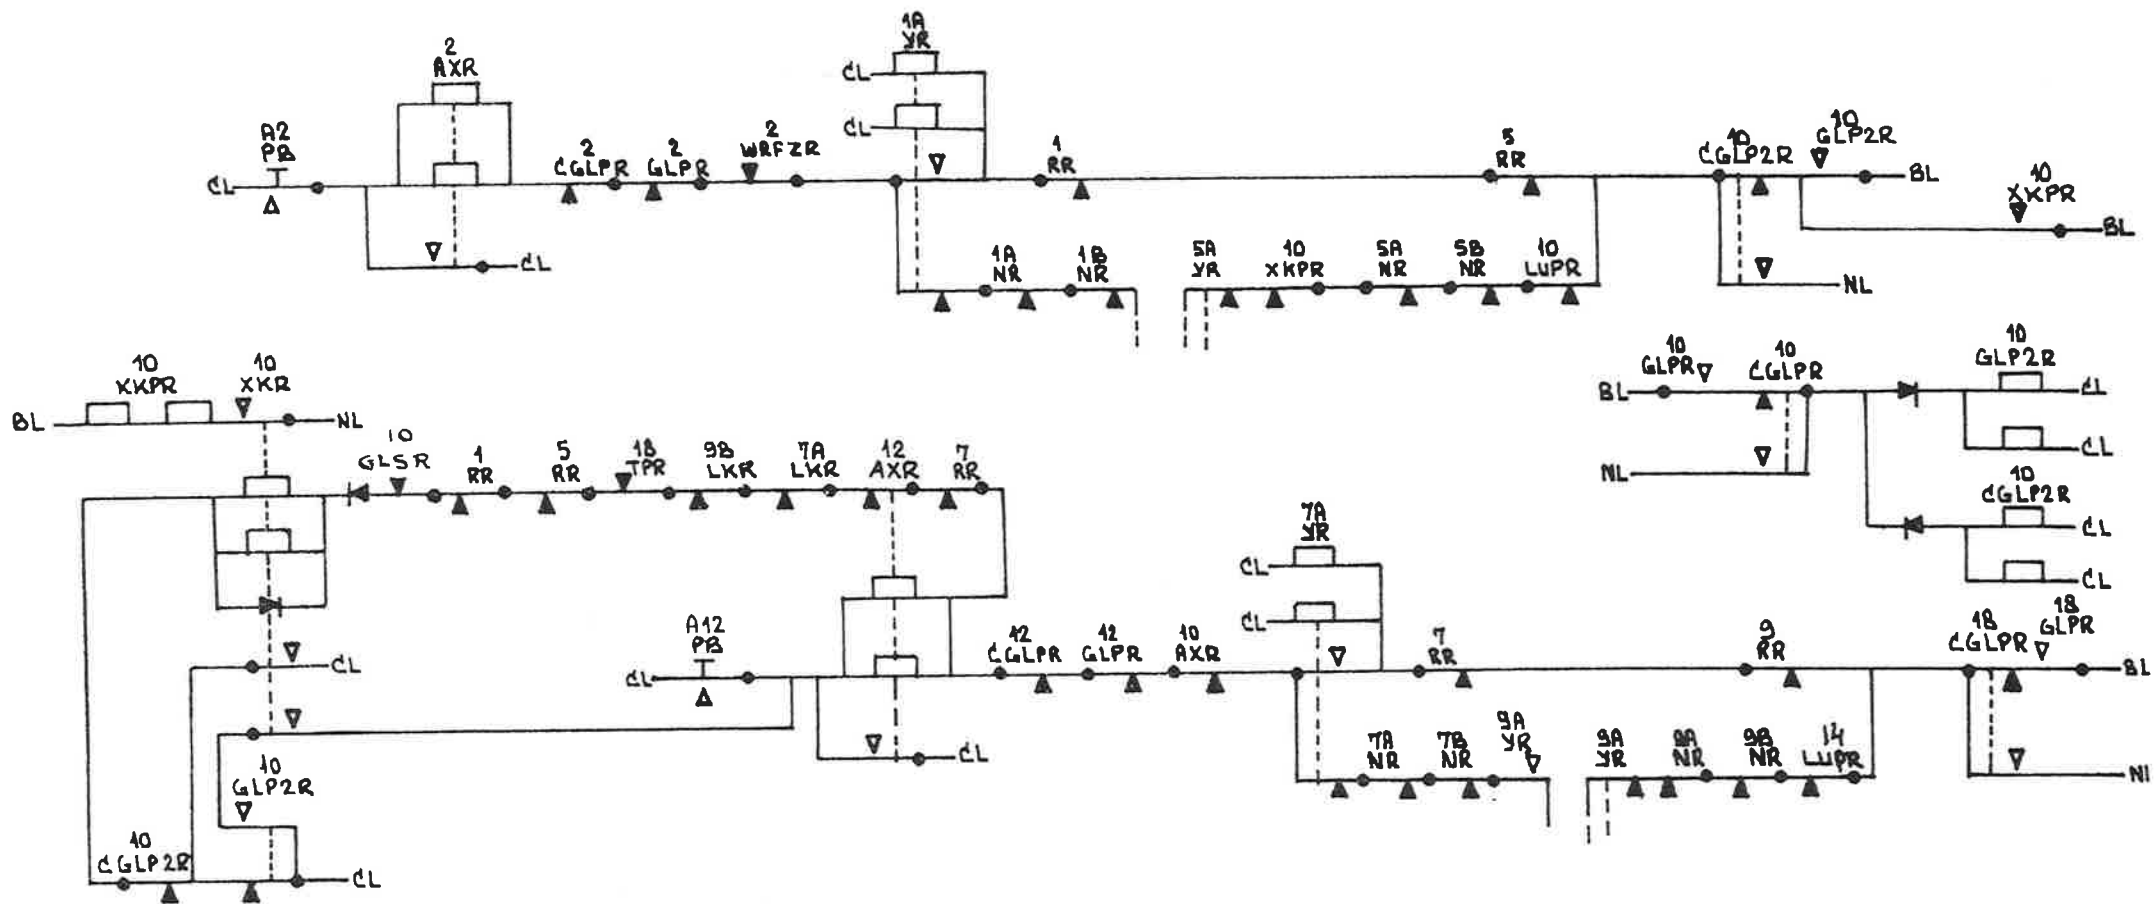 1A
YR
2
AXR
CL
CL
A2
PB
2
CGLPR
2
GLPR
2
WRFZR
1
RR
5
RR
10
CGLP2R
10
GLP2R
CL
BL
10
XKPR
BL
CL
1A
NR
1B
NR
5A
YR
10
XKPR
5A
NR
5B
NR
10
LUPR
NL
10
XKPR
10
XKR
BL
NL
10
GLPR
10
CGLPR
10
GLP2R
BL
CL
CL
NL
10
CGLP2R
CL
CL
10
GLSR
1
RR
5
RR
1B
TPR
9B
LKR
7A
LKR
12
AXR
7
RR
7A
YR
CL
CL
A12
PB
CL
12
CGLPR
12
GLPR
10
AXR
7
RR
9
RR
18
CGLPR
18
GLPR
BL
CL
CL
7A
NR
7B
NR
9A
YR
9A
YR
9A
NR
9B
NR
14
LUPR
NI
10
GLP2R
10
CGLP2R
CL